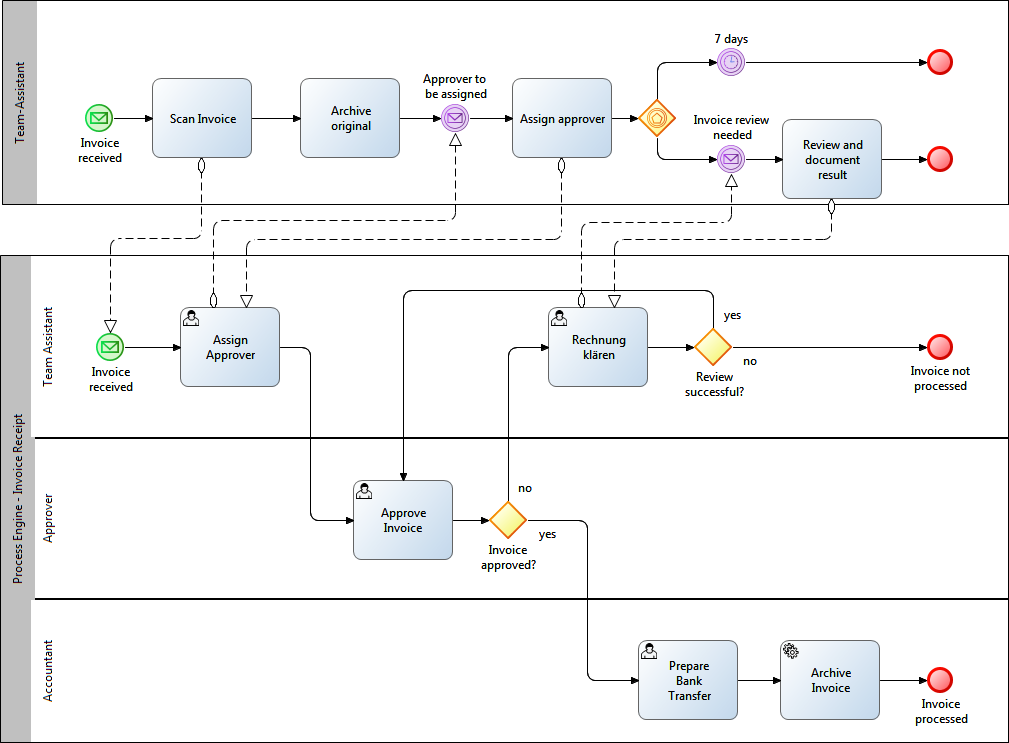 Team-Assistant
7 days
Approver to
be assigned
Scan Invoice
Archive
original
Assign approver
Invoice review
needed
Invoice
received
Review and
document
result
Process Engine - Invoice Receipt
Team Assistant
Assign
Approver
Rechnung
klären
yes
no
Invoice
received
Review
successful?
Invoice not
processed
Approver
Approve
Invoice
no
yes
Invoice
approved?
Accountant
Prepare
Bank
Transfer
Archive
Invoice
Invoice
processed